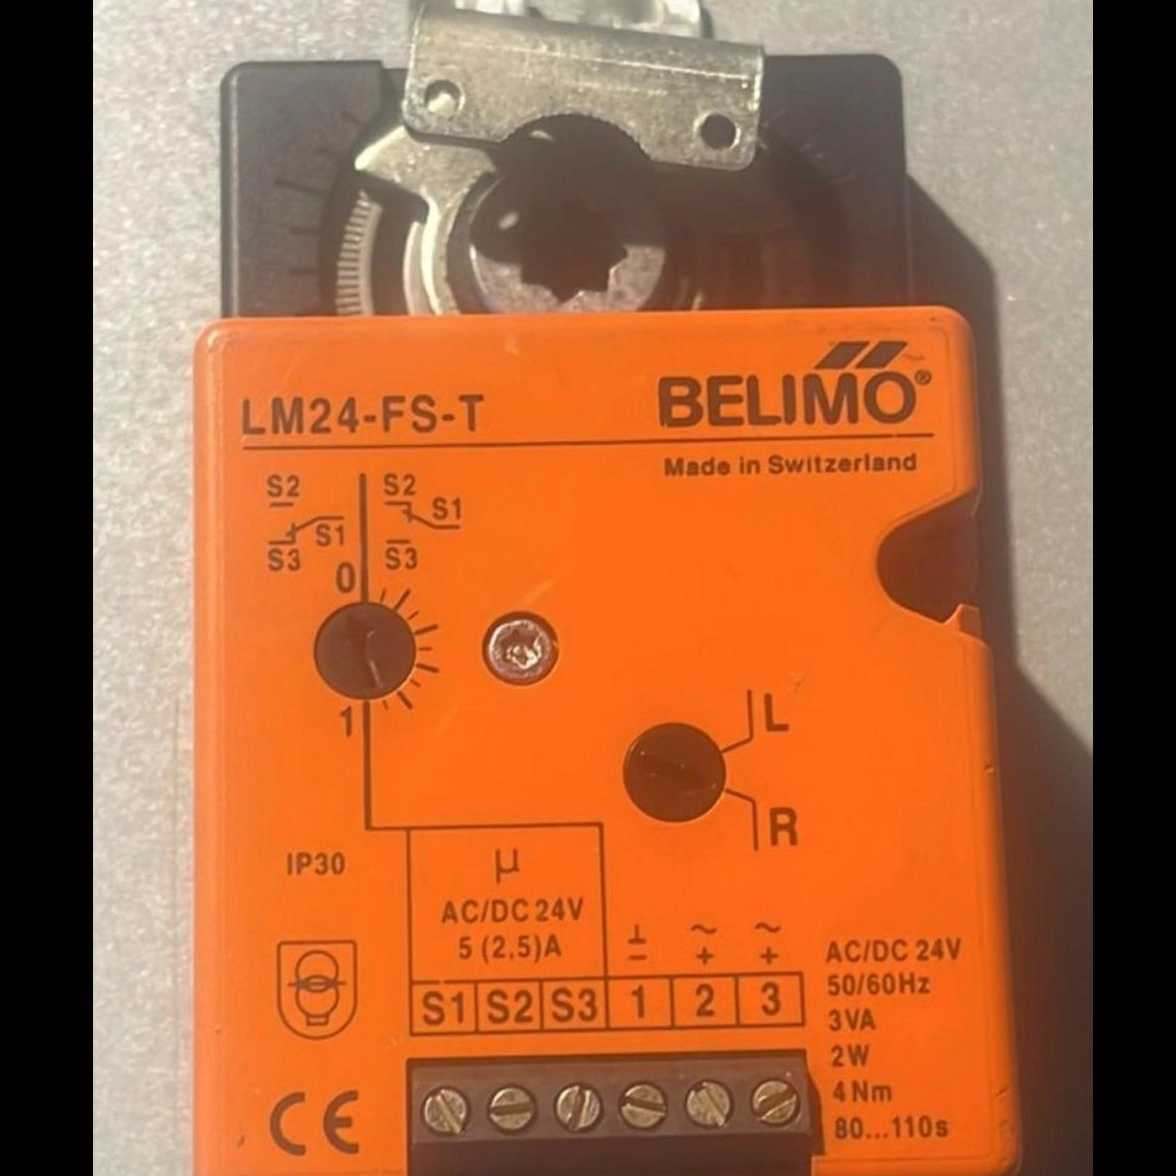 LM24-FS-T
BELIMO®
Made in Switzerland
S2
S1
S3
S2
S1
S3
0
1
L
R
IP30
µ
AC/DC 24V
5 (2,5)A
⊥ ~ ~
− + +
S1 S2 S3 1 2 3
AC/DC 24V
50/60Hz
3VA
2W
4Nm
80...110s
CE